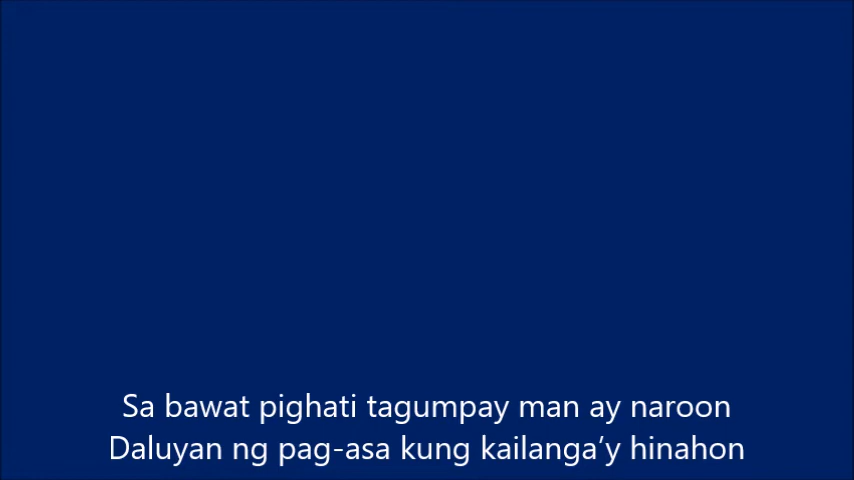 Sa bawat pighati tagumpay man ay naroon
Daluyan ng pag-asa kung kailanga’y hinahon